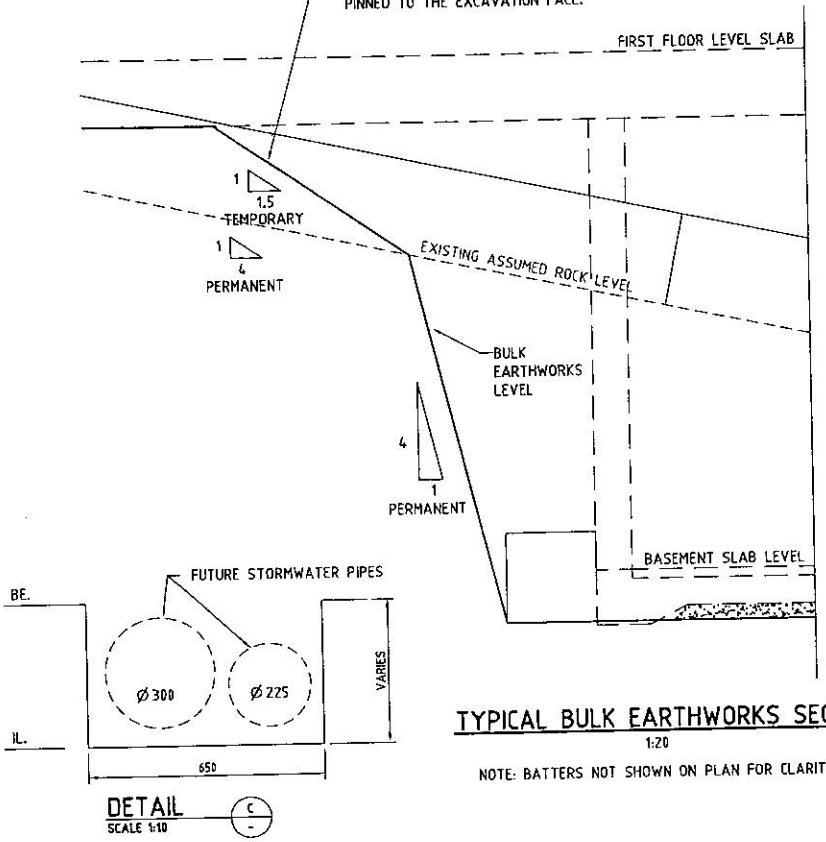 PINNED TO THE EXCAVATION FACE.
FIRST FLOOR LEVEL SLAB
1
1.5
TEMPORARY
1
4
PERMANENT
EXISTING ASSUMED ROCK LEVEL
BULK
EARTHWORKS
LEVEL
4
1
PERMANENT
BASEMENT SLAB LEVEL
FUTURE STORMWATER PIPES
BE.
Ø300
Ø225
VARIES
IL.
650
DETAIL
SCALE 1:10
C
-
TYPICAL BULK EARTHWORKS SEC
1:20
NOTE: BATTERS NOT SHOWN ON PLAN FOR CLARIT